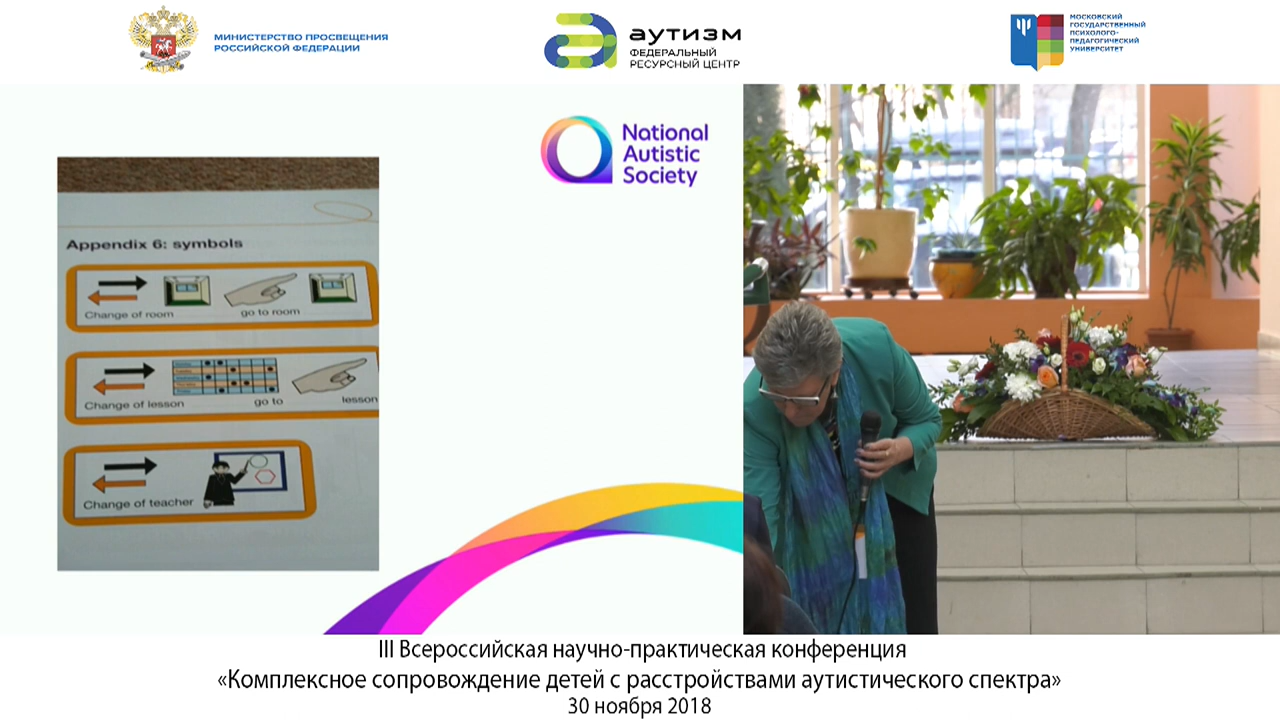 МИНИСТЕРСТВО ПРОСВЕЩЕНИЯ
РОССИЙСКОЙ ФЕДЕРАЦИИ
аутизм
ФЕДЕРАЛЬНЫЙ
РЕСУРСНЫЙ ЦЕНТР
МОСКОВСКИЙ
ГОСУДАРСТВЕННЫЙ
ПСИХОЛОГО-
ПЕДАГОГИЧЕСКИЙ
УНИВЕРСИТЕТ
National
Autistic
Society
Appendix 6: symbols
Change of room go to room
Change of lesson go to lesson
Change of teacher
III Всероссийская научно-практическая конференция
«Комплексное сопровождение детей с расстройствами аутистического спектра»
30 ноября 2018